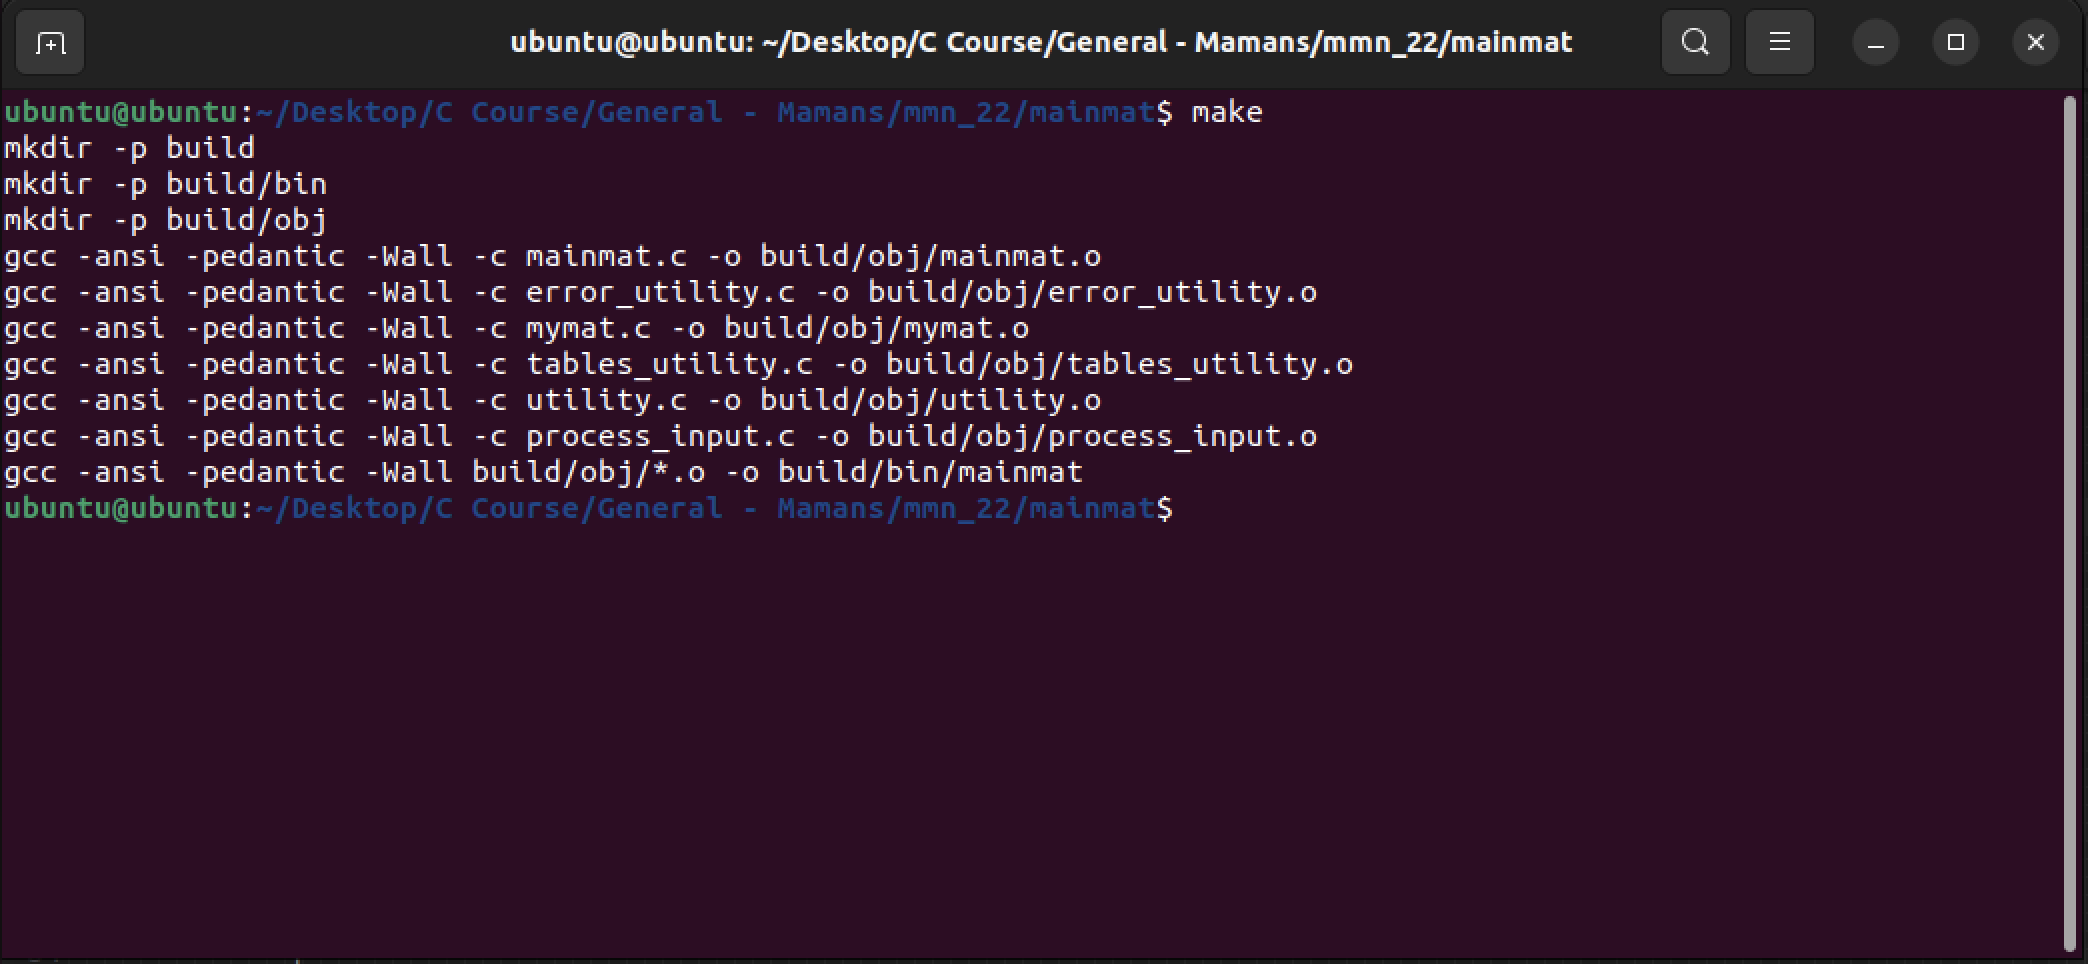 ubuntu@ubuntu: ~/Desktop/C Course/General - Mamans/mmn_22/mainmat
ubuntu@ubuntu:~/Desktop/C Course/General - Mamans/mmn_22/mainmat$ make
mkdir -p build
mkdir -p build/bin
mkdir -p build/obj
gcc -ansi -pedantic -Wall -c mainmat.c -o build/obj/mainmat.o
gcc -ansi -pedantic -Wall -c error_utility.c -o build/obj/error_utility.o
gcc -ansi -pedantic -Wall -c mymat.c -o build/obj/mymat.o
gcc -ansi -pedantic -Wall -c tables_utility.c -o build/obj/tables_utility.o
gcc -ansi -pedantic -Wall -c utility.c -o build/obj/utility.o
gcc -ansi -pedantic -Wall -c process_input.c -o build/obj/process_input.o
gcc -ansi -pedantic -Wall build/obj/*.o -o build/bin/mainmat
ubuntu@ubuntu:~/Desktop/C Course/General - Mamans/mmn_22/mainmat$